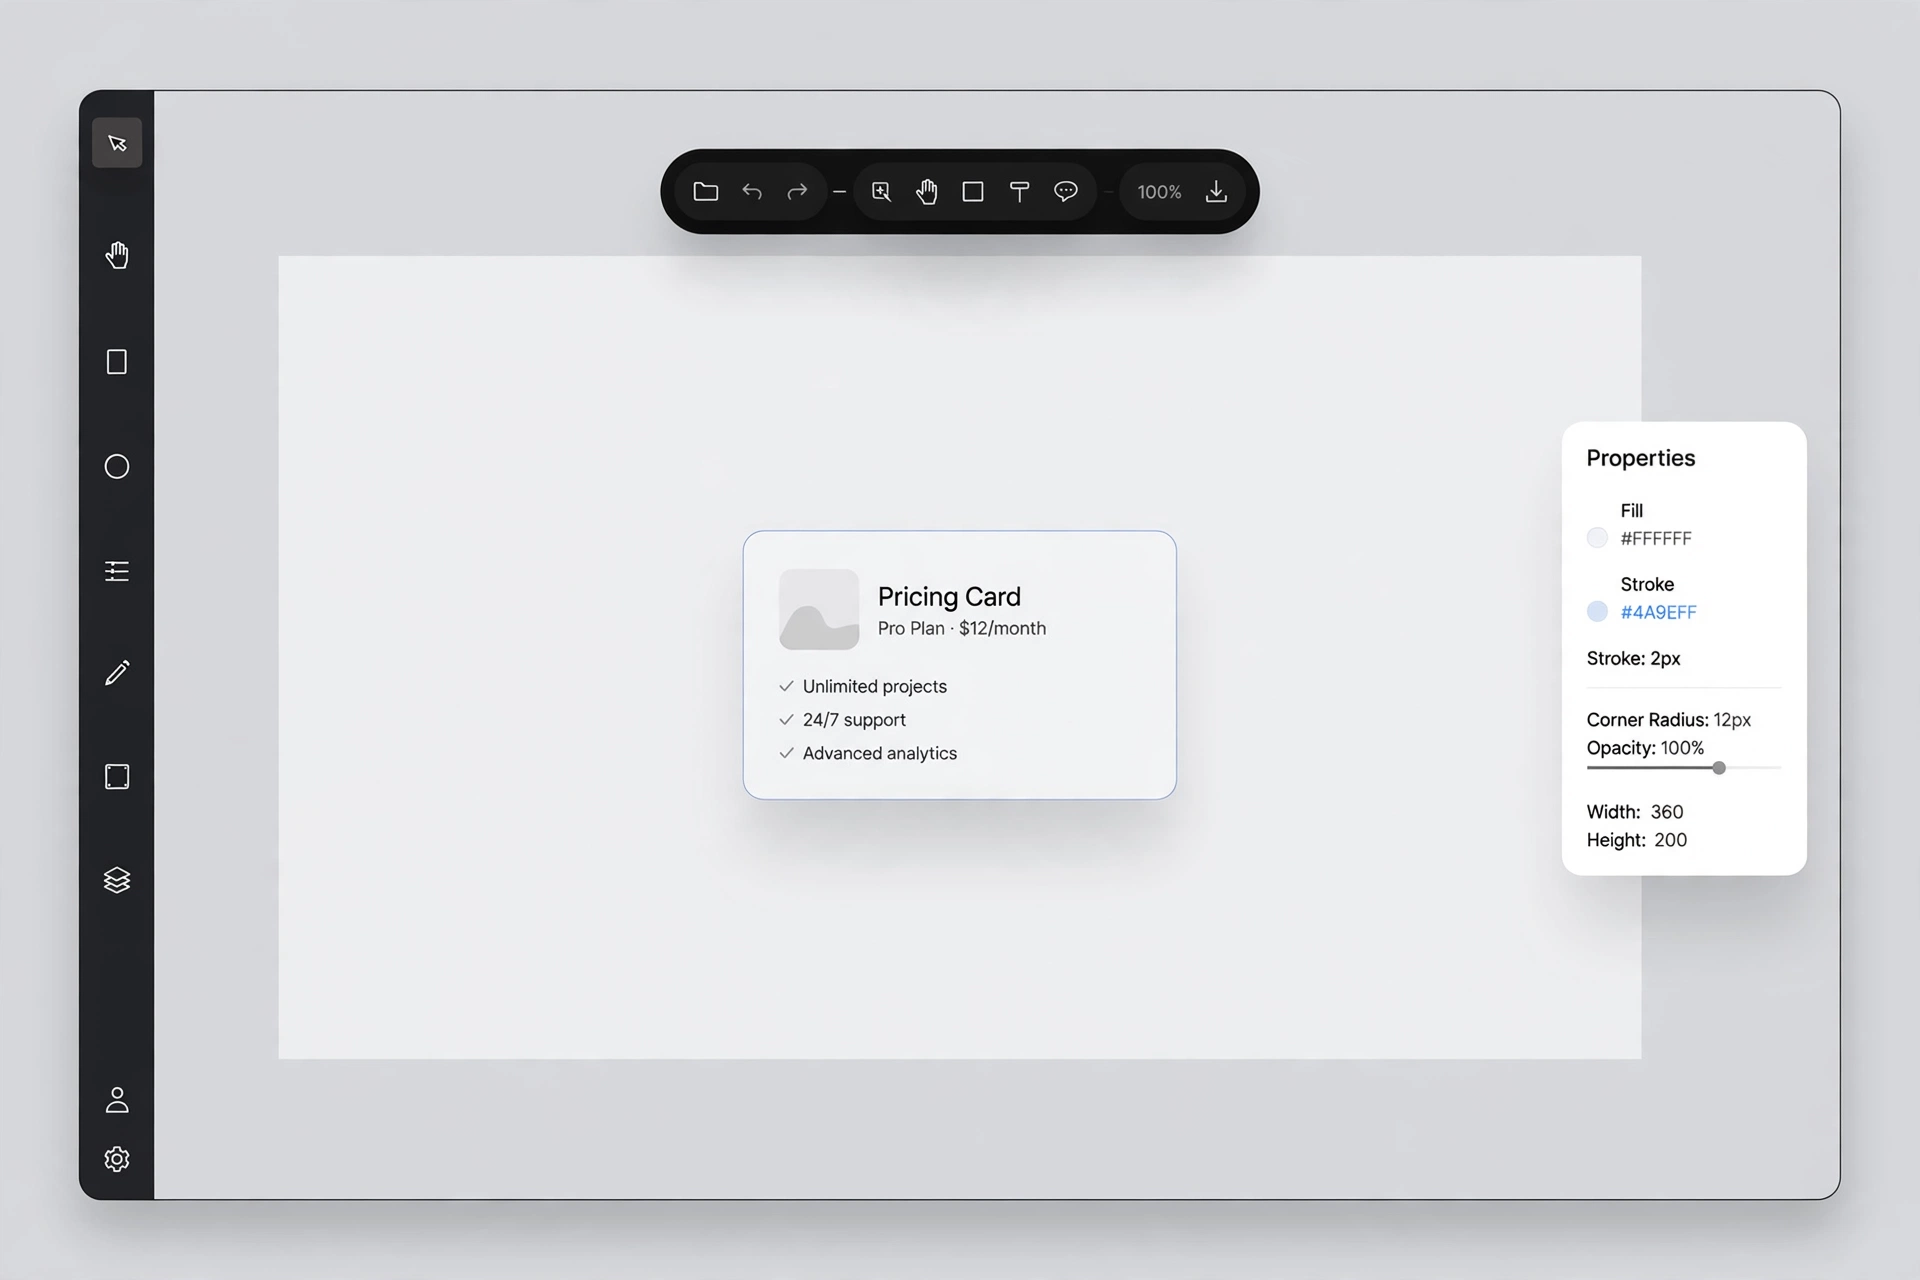 100%
Pricing Card
Pro Plan · $12/month
Unlimited projects
24/7 support
Advanced analytics
Properties
Fill
#FFFFFF
Stroke
#4A9EFF
Stroke: 2px
Corner Radius: 12px
Opacity: 100%
Width: 360
Height: 200